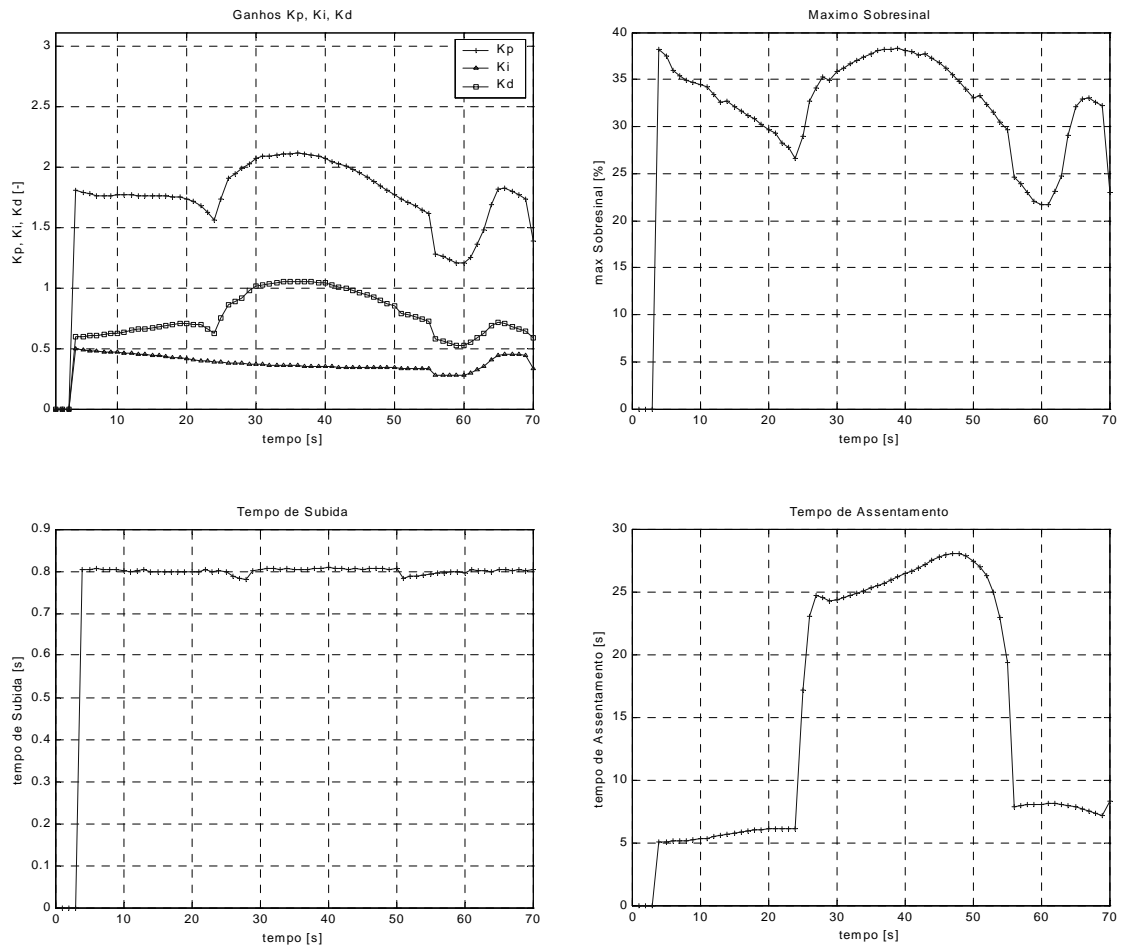 Ganhos Kp, Ki, Kd
3
2.5
2
1.5
1
0.5
0
Kp, Ki, Kd [-]
Kp
Ki
Kd
10 20 30 40 50 60 70
tempo [s]
Maximo Sobresinal
40
35
30
25
20
15
10
5
0
max Sobresinal [%]
0 10 20 30 40 50 60 70
tempo [s]
Tempo de Subida
0.9
0.8
0.7
0.6
0.5
0.4
0.3
0.2
0.1
0
tempo de Subida [s]
0 10 20 30 40 50 60 70
tempo [s]
Tempo de Assentamento
30
25
20
15
10
5
0
tempo de Assentamento [s]
0 10 20 30 40 50 60 70
tempo [s]